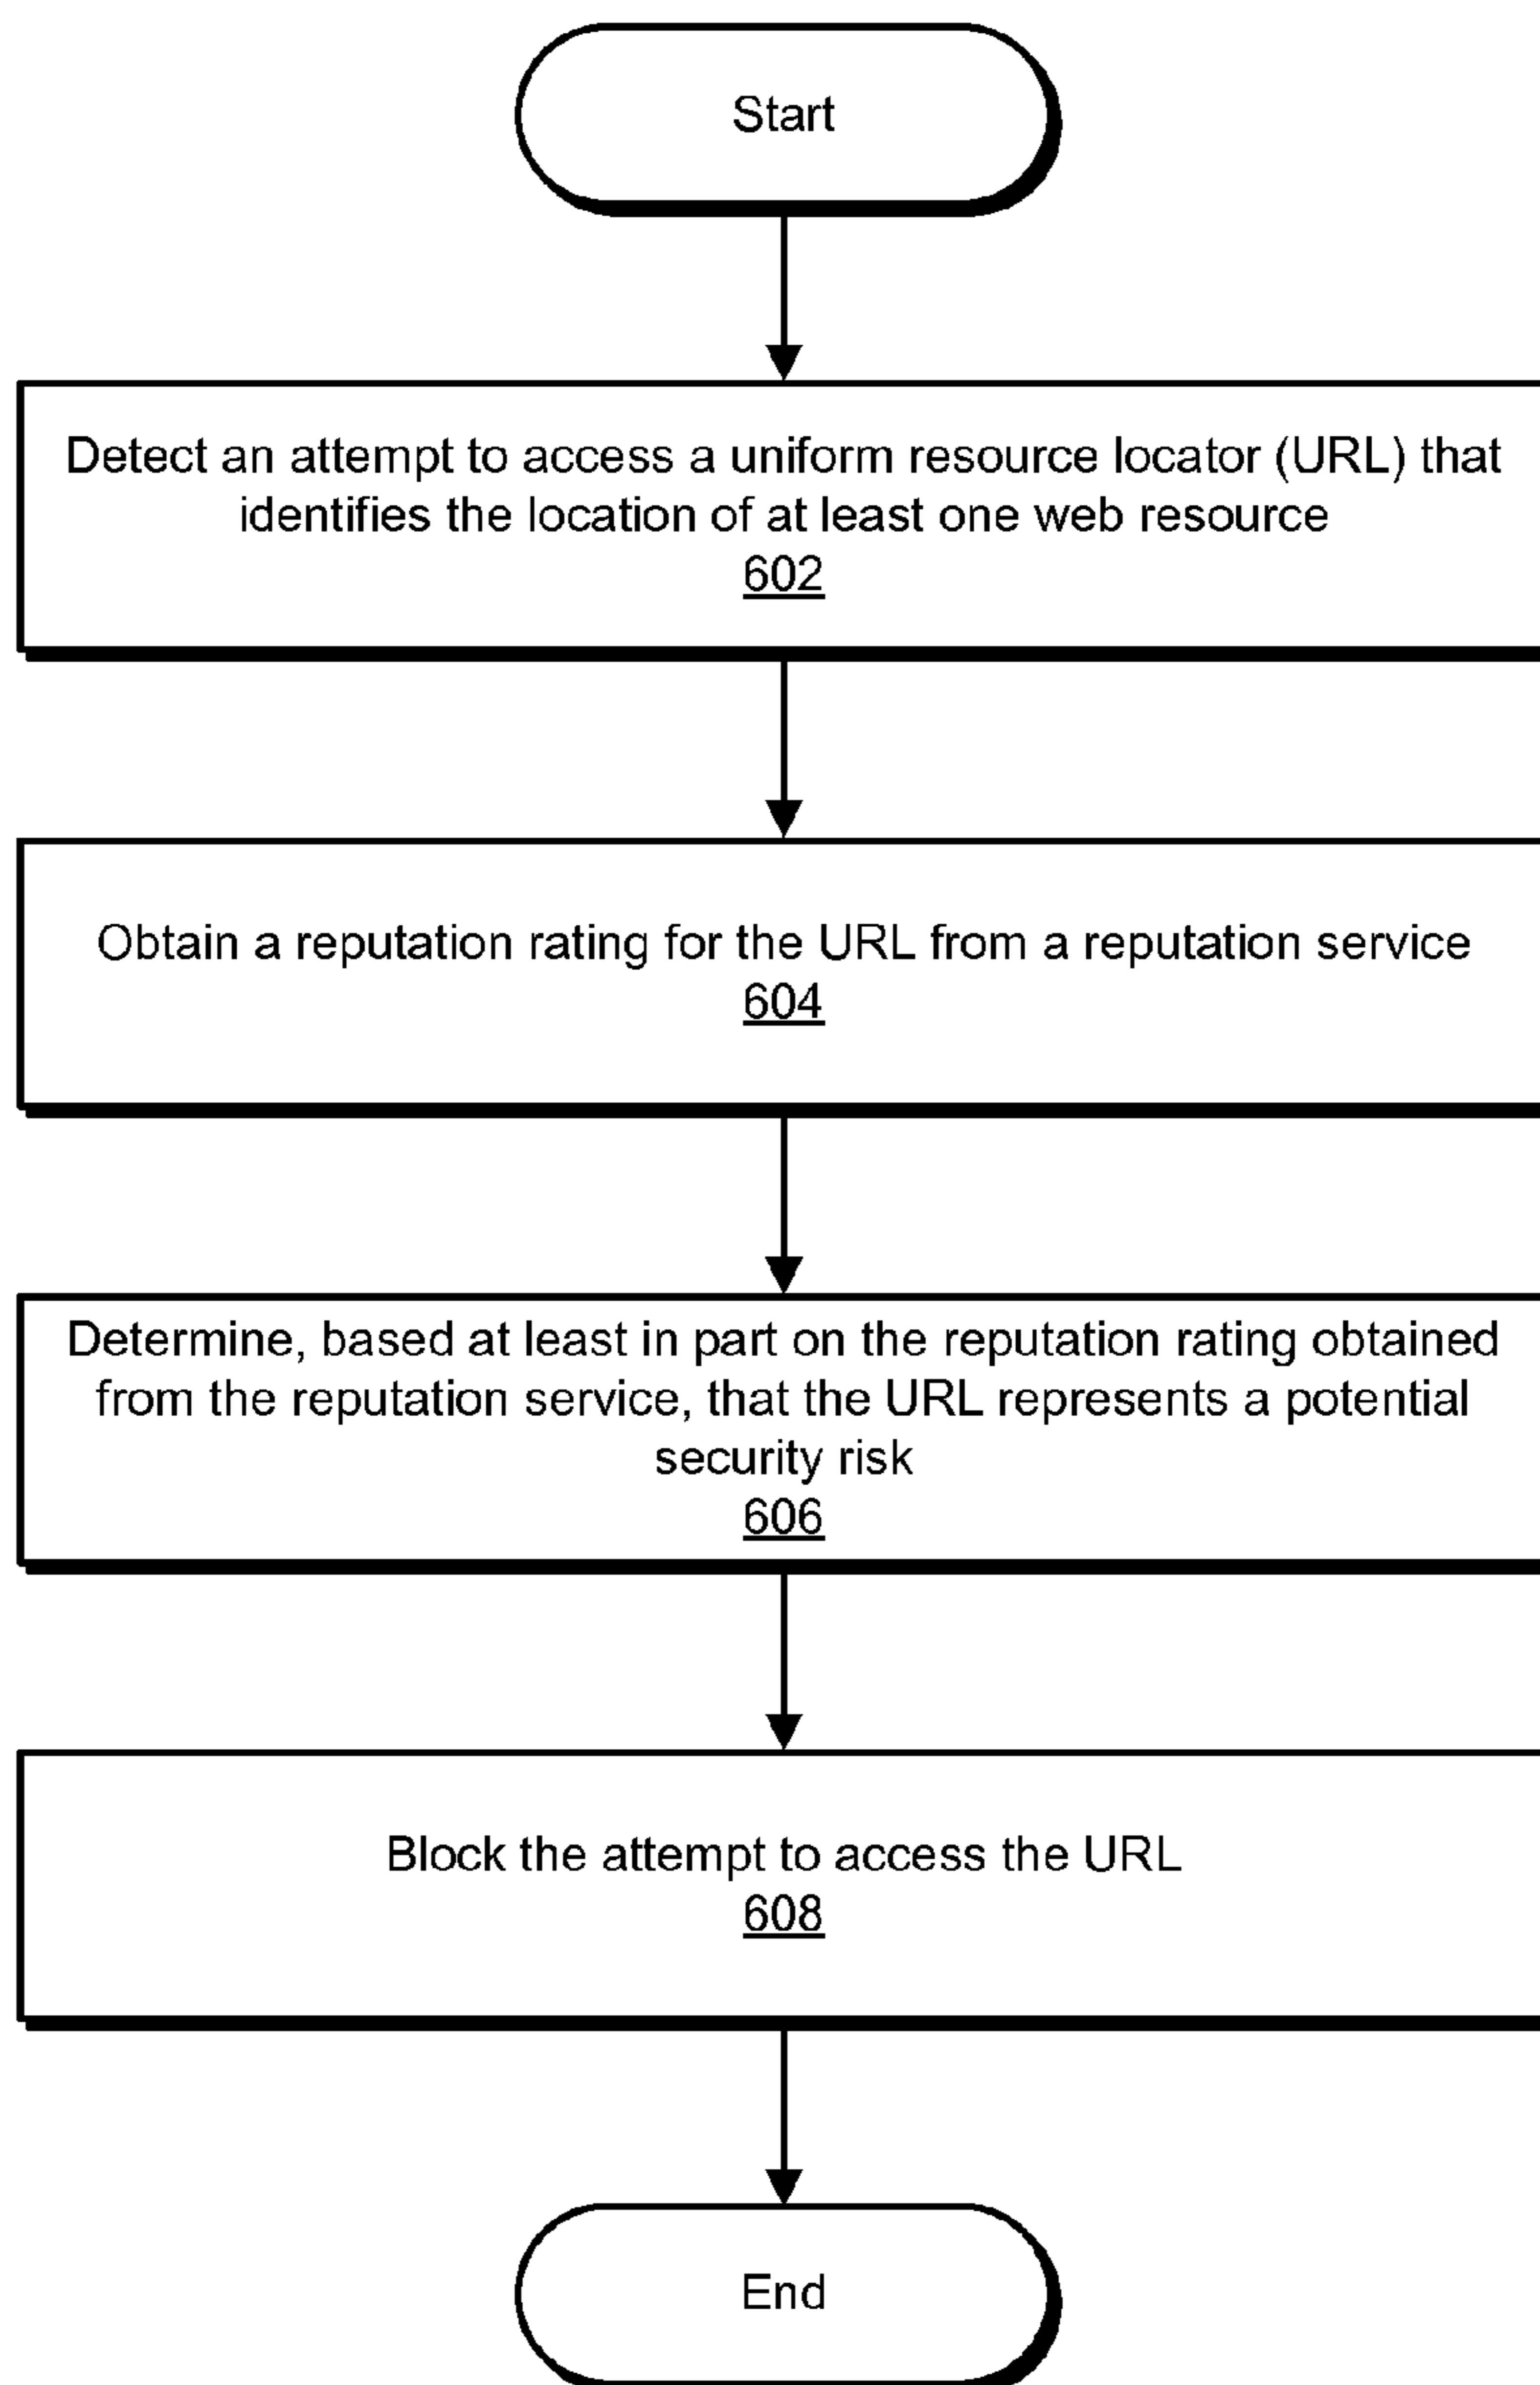 Start
Detect an attempt to access a uniform resource locator (URL) that
identifies the location of at least one web resource
602
Obtain a reputation rating for the URL from a reputation service
604
Determine, based at least in part on the reputation rating obtained
from the reputation service, that the URL represents a potential
security risk
606
Block the attempt to access the URL
608
End